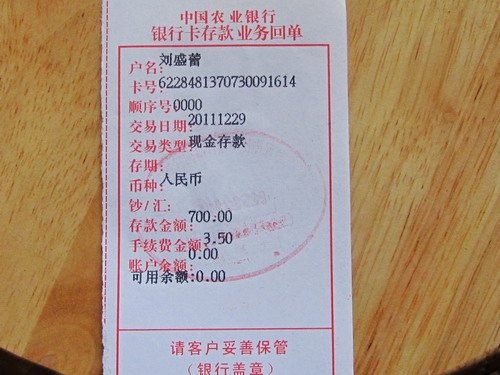 中国农业银行
银行卡存款业务回单
户名:刘盛蕾
卡号:6228481370730091614
顺序号:0000
交易日期:20111229
交易类型:现金存款
存期:
币种:人民币
钞/汇:
存款金额:700.00
手续费金额:3.50
账户余额:0.00
可用余额:0.00
请客户妥善保管
(银行盖章)